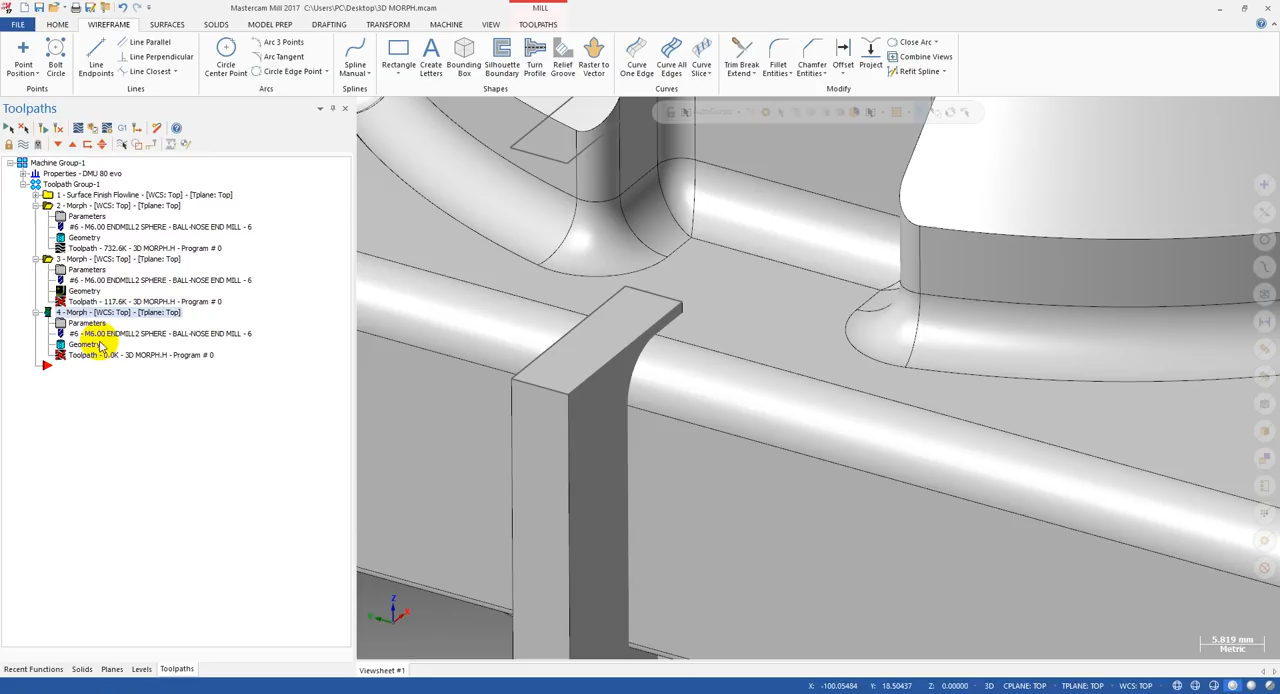 Mastercam Mill 2017 C:\Users\PC\Desktop\3D MORPH.mcam
MILL
FILE HOME WIREFRAME SURFACES SOLIDS MODEL PREP DRAFTING TRANSFORM MACHINE VIEW TOOLPATHS
Point Position
Bolt Circle
Points
Line Endpoints
Line Parallel
Line Perpendicular
Line Closest
Lines
Circle Center Point
Arc 3 Points
Arc Tangent
Circle Edge Point
Arcs
Spline Manual
Splines
Rectangle
Create Letters
Bounding Box
Silhouette Boundary
Turn Profile
Relief Groove
Raster to Vector
Shapes
Curve One Edge
Curve All Edges
Curve Slice
Curves
Trim Break Extend
Fillet Entities
Chamfer Entities
Offset
Project
Close Arc
Combine Views
Refit Spline
Modify
Toolpaths
G1
Machine Group-1
Properties - DMU 80 evo
Toolpath Group-1
1 - Surface Finish Flowline - [WCS: Top] - [Tplane: Top]
2 - Morph - [WCS: Top] - [Tplane: Top]
Parameters
#6 - M6.00 ENDMILL2 SPHERE - BALL-NOSE END MILL - 6
Geometry
Toolpath - 732.6K - 3D MORPH.H - Program # 0
3 - Morph - [WCS: Top] - [Tplane: Top]
Parameters
#6 - M6.00 ENDMILL2 SPHERE - BALL-NOSE END MILL - 6
Geometry
Toolpath - 117.6K - 3D MORPH.H - Program # 0
4 - Morph - [WCS: Top] - [Tplane: Top]
Parameters
#6 - M6.00 ENDMILL2 SPHERE - BALL-NOSE END MILL - 6
Geometry
Toolpath - 0.0K - 3D MORPH.H - Program # 0
Z
X
5.819 mm
Metric
Recent Functions Solids Planes Levels Toolpaths
Viewsheet #1
X: -100.05484 Y: 18.50437 Z: 0.00000 3D CPLANE: TOP TPLANE: TOP WCS: TOP